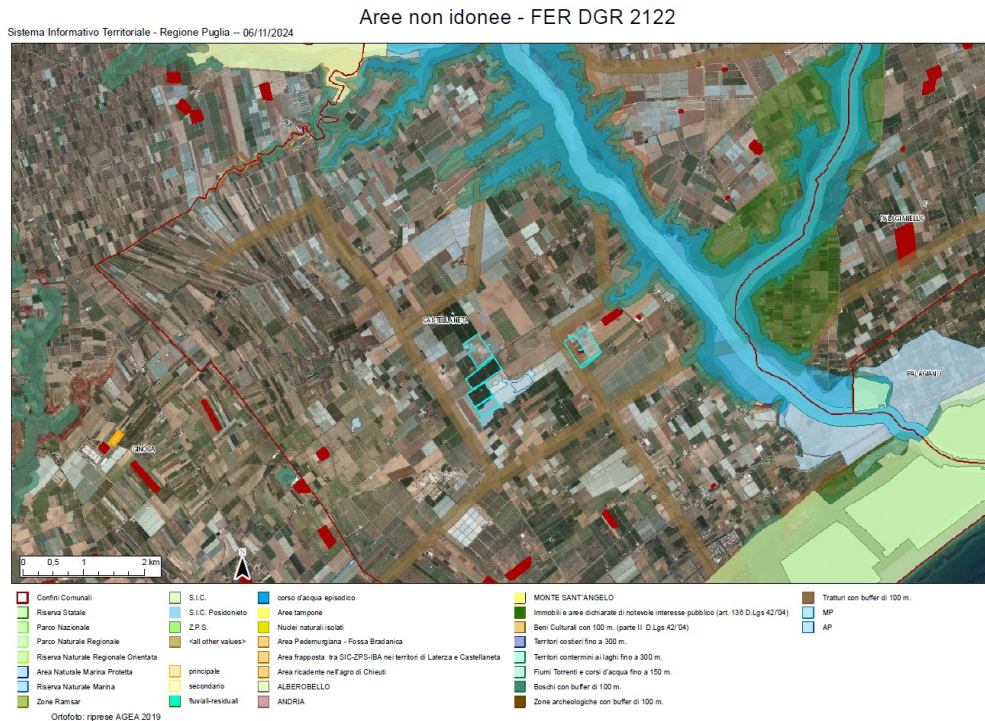 Aree non idonee - FER DGR 2122
Sistema Informativo Territoriale - Regione Puglia -- 06/11/2024
PALAGIANELLO
CASTELLANETA
PALAGIANO
GINOSA
0 0,5 1 2 km
N
Confini Comunali
Riserva Statale
Parco Nazionale
Parco Naturale Regionale
Riserva Naturale Regionale Orientata
Area Naturale Marina Protetta
Riserva Naturale Marina
Zone Ramsar
S.I.C.
S.I.C. Posidonieto
Z.P.S.
<all other values>
principale
secondario
fluviali-residuali
corso d'acqua episodico
Aree tampone
Nuclei naturali isolati
Area Pedemurgiana - Fossa Bradanica
Area frapposta tra SIC-ZPS-IBA nei territori di Laterza e Castellaneta
Area ricadente nell'agro di Chieuti
ALBEROBELLO
ANDRIA
MONTE SANT'ANGELO
Immobili e aree dichiarate di notevole interesse pubblico (art. 136 D.Lgs 42/'04)
Beni Culturali con 100 m. (parte II D.Lgs.42/'04)
Territori costieri fino a 300 m.
Territori contermini ai laghi fino a 300 m.
Fiumi Torrenti e corsi d'acqua fino a 150 m.
Boschi con buffer di 100 m.
Zone archeologiche con buffer di 100 m.
Tratturi con buffer di 100 m.
MP
AP
Ortofoto: riprese AGEA 2019